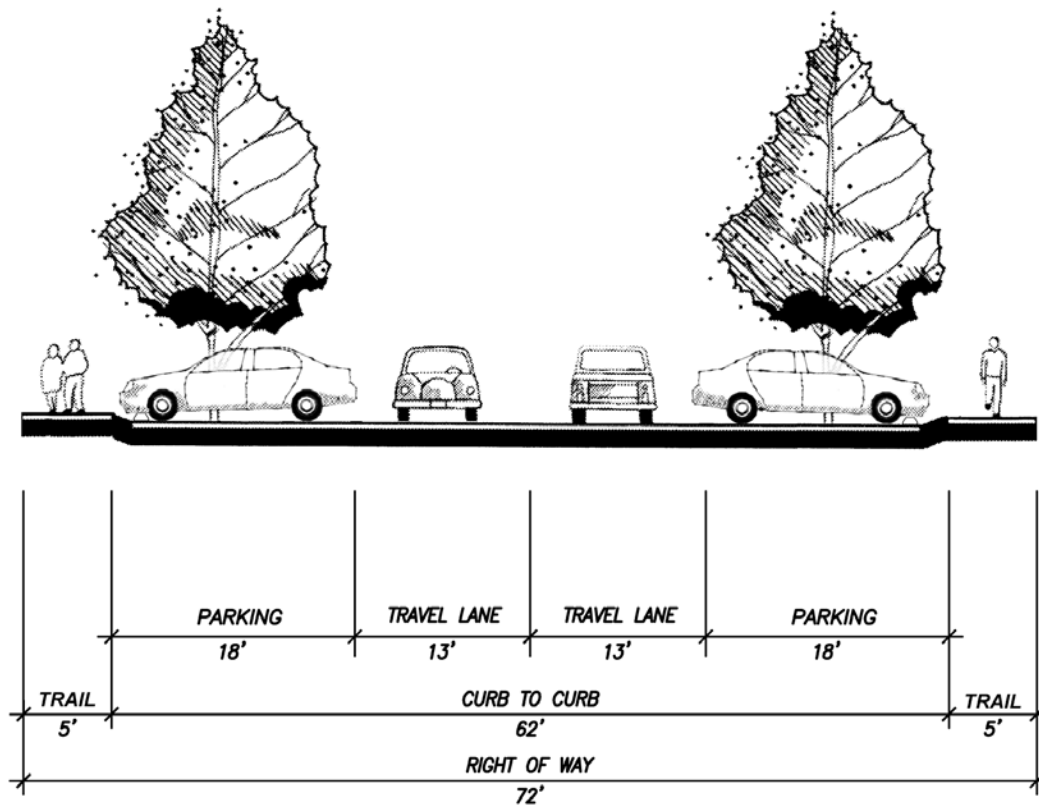 PARKING TRAVEL LANE TRAVEL LANE PARKING
18' 13' 13' 18'
TRAIL CURB TO CURB TRAIL
5' 62' 5'
RIGHT OF WAY
72'